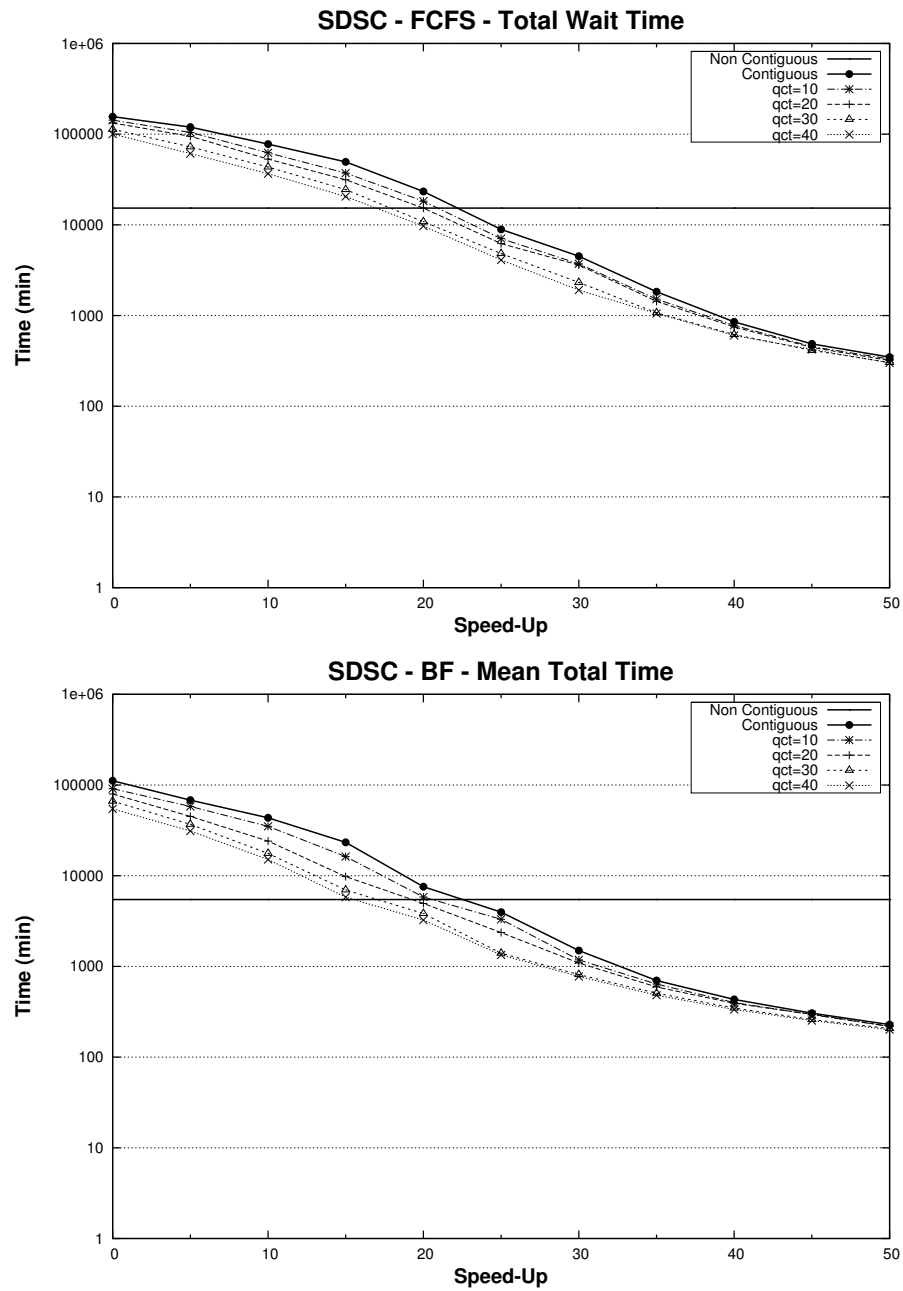 SDSC - FCFS - Total Wait Time
1e+06
100000
10000
1000
100
10
1
Time (min)
Non Contiguous
Contiguous
qct=10
qct=20
qct=30
qct=40
0 10 20 30 40 50
Speed-Up
SDSC - BF - Mean Total Time
1e+06
100000
10000
1000
100
10
1
Time (min)
Non Contiguous
Contiguous
qct=10
qct=20
qct=30
qct=40
0 10 20 30 40 50
Speed-Up